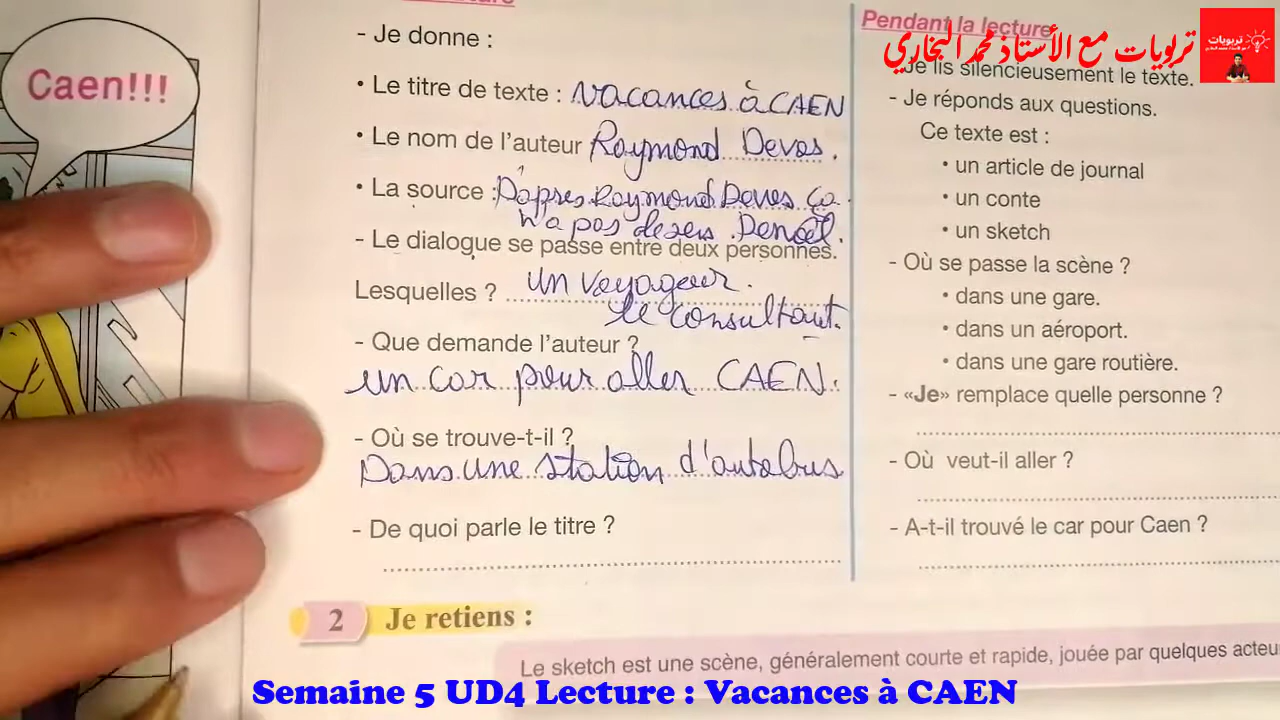 Caen!!!
- Je donne :
• Le titre de texte : vacances à CAEN
• Le nom de l'auteur Raymond Devos.
• La source : D'après Raymond Devos ça
n'a pas de sens. Denoël.
- Le dialogue se passe entre deux personnes.
Lesquelles ? un voyageur.
le consultant.
- Que demande l'auteur ?
un car pour aller CAEN.
- Où se trouve-t-il ?
Dans une station d'autobus
- De quoi parle le titre ?
2 Je retiens :
Le sketch est une scène, généralement courte et rapide, jouée par quelques acteu
Pendant la lecture
تربويات مع الأستاذ محمد البخاري
تربويات
Je lis silencieusement le texte.
- Je réponds aux questions.
Ce texte est :
• un article de journal
• un conte
• un sketch
- Où se passe la scène ?
• dans une gare.
• dans un aéroport.
• dans une gare routière.
- «Je» remplace quelle personne ?
- Où veut-il aller ?
- A-t-il trouvé le car pour Caen ?
Semaine 5 UD4 Lecture : Vacances à CAEN